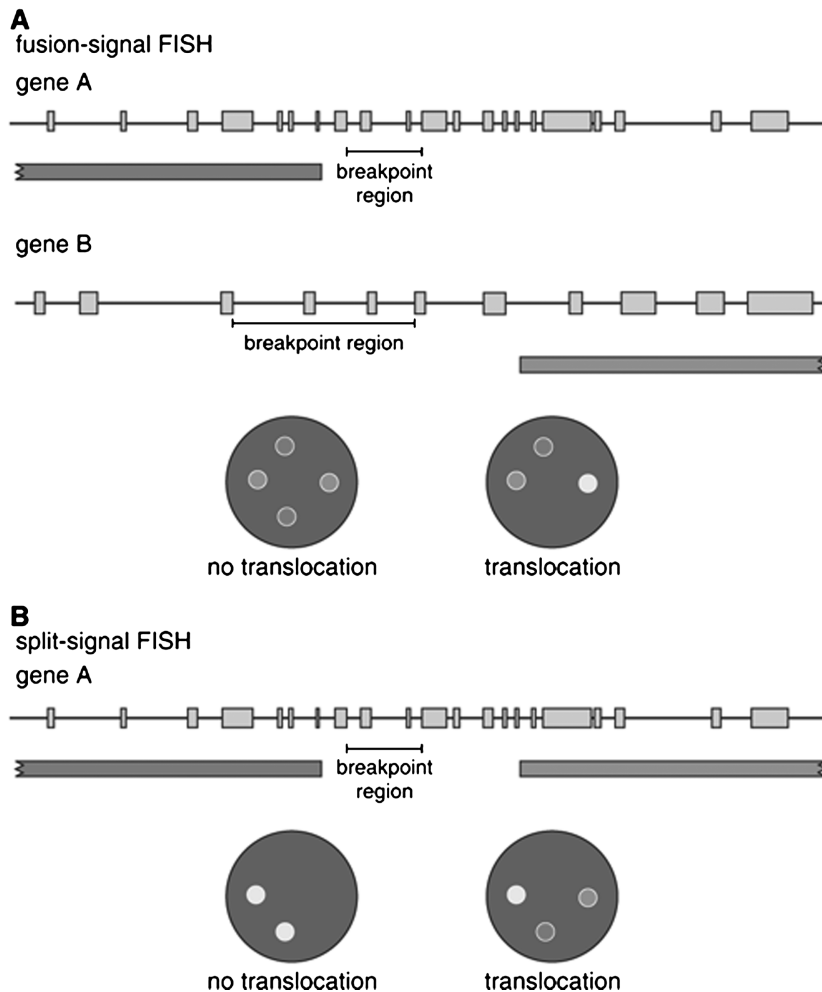 A
fusion-signal FISH
gene A
breakpoint
region
gene B
breakpoint region
no translocation
translocation
B
split-signal FISH
gene A
breakpoint
region
no translocation
translocation